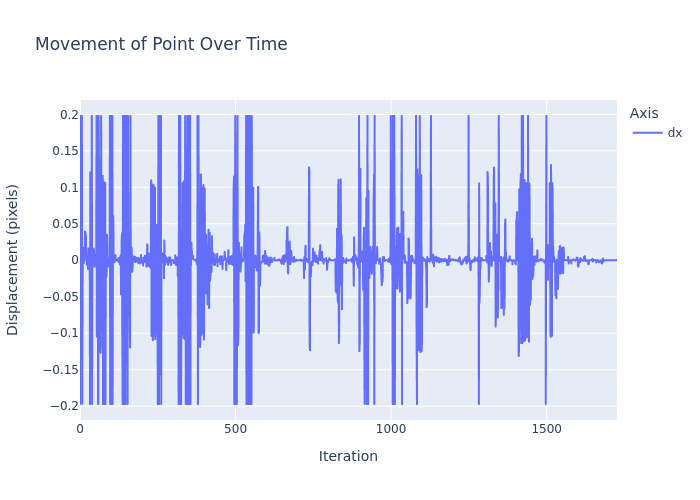 Movement of Point Over Time
Axis
dx
0.2
0.15
0.1
0.05
0
−0.05
−0.1
−0.15
−0.2
Displacement (pixels)
0
500
1000
1500
Iteration